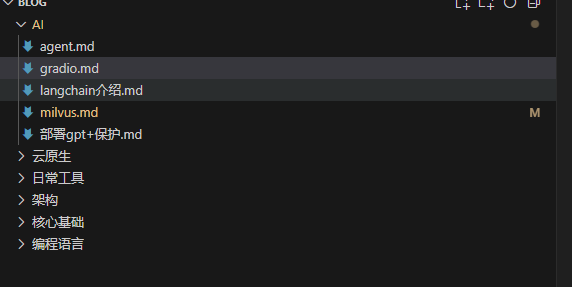 BLOG
AI
agent.md
gradio.md
langchain介绍.md
milvus.md M
部署gpt+保护.md
云原生
日常工具
架构
核心基础
编程语言